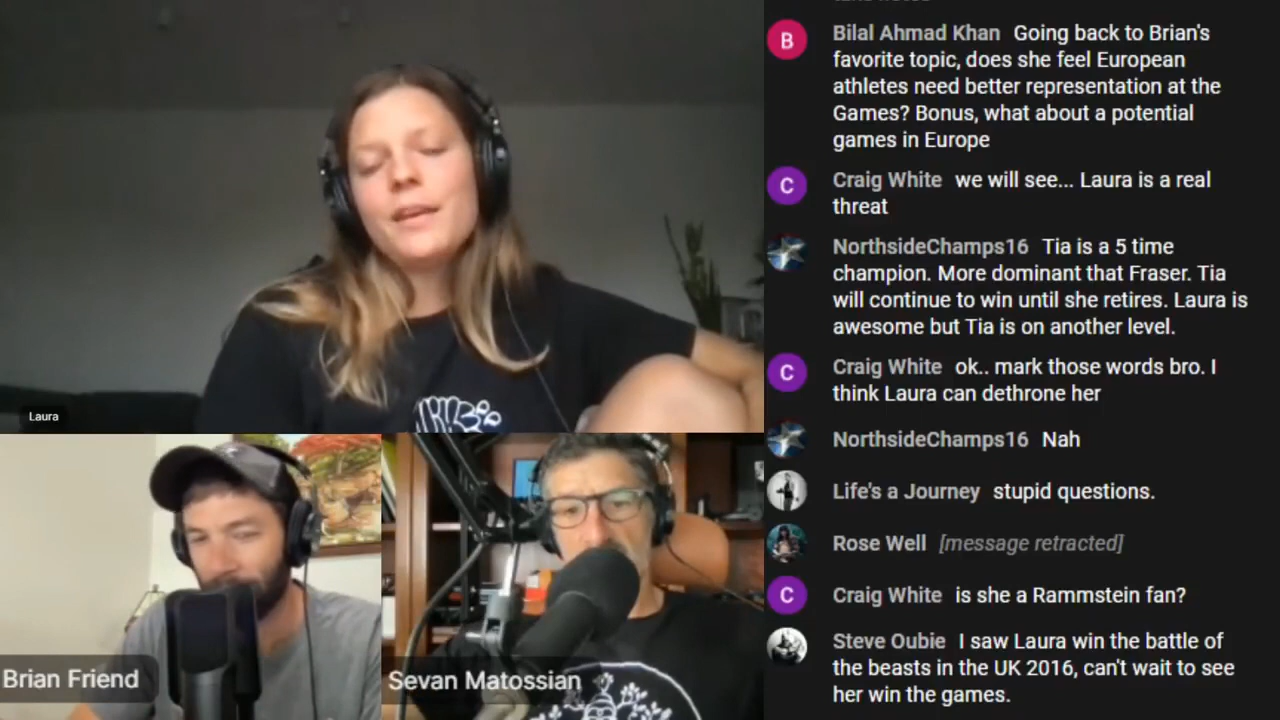 Laura
Brian Friend
Sevan Matossian
B Bilal Ahmad Khan Going back to Brian's
favorite topic, does she feel European
athletes need better representation at the
Games? Bonus, what about a potential
games in Europe
C Craig White we will see... Laura is a real
threat
NorthsideChamps16 Tia is a 5 time
champion. More dominant that Fraser. Tia
will continue to win until she retires. Laura is
awesome but Tia is on another level.
C Craig White ok.. mark those words bro. I
think Laura can dethrone her
NorthsideChamps16 Nah
Life's a Journey stupid questions.
Rose Well [message retracted]
C Craig White is she a Rammstein fan?
Steve Oubie I saw Laura win the battle of
the beasts in the UK 2016, can't wait to see
her win the games.